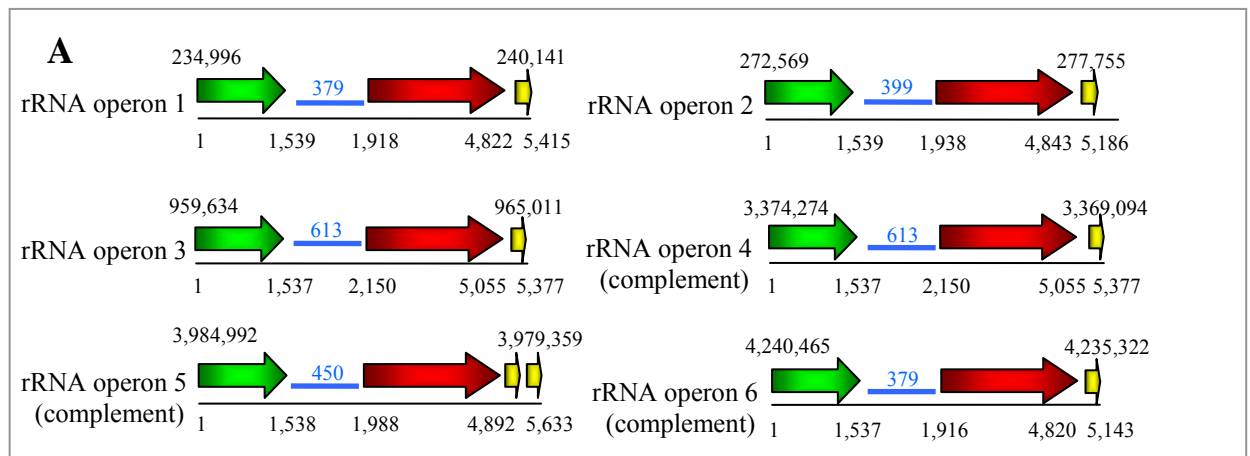 A
234,996 240,141
379
rRNA operon 1
1 1,539 1,918 4,822 5,415
272,569 277,755
399
rRNA operon 2
1 1,539 1,938 4,843 5,186
959,634 965,011
613
rRNA operon 3
1 1,537 2,150 5,055 5,377
3,374,274 3,369,094
613
rRNA operon 4
(complement)
1 1,537 2,150 5,055 5,377
3,984,992 3,979,359
450
rRNA operon 5
(complement)
1 1,538 1,988 4,892 5,633
4,240,465 4,235,322
379
rRNA operon 6
(complement)
1 1,537 1,916 4,820 5,143